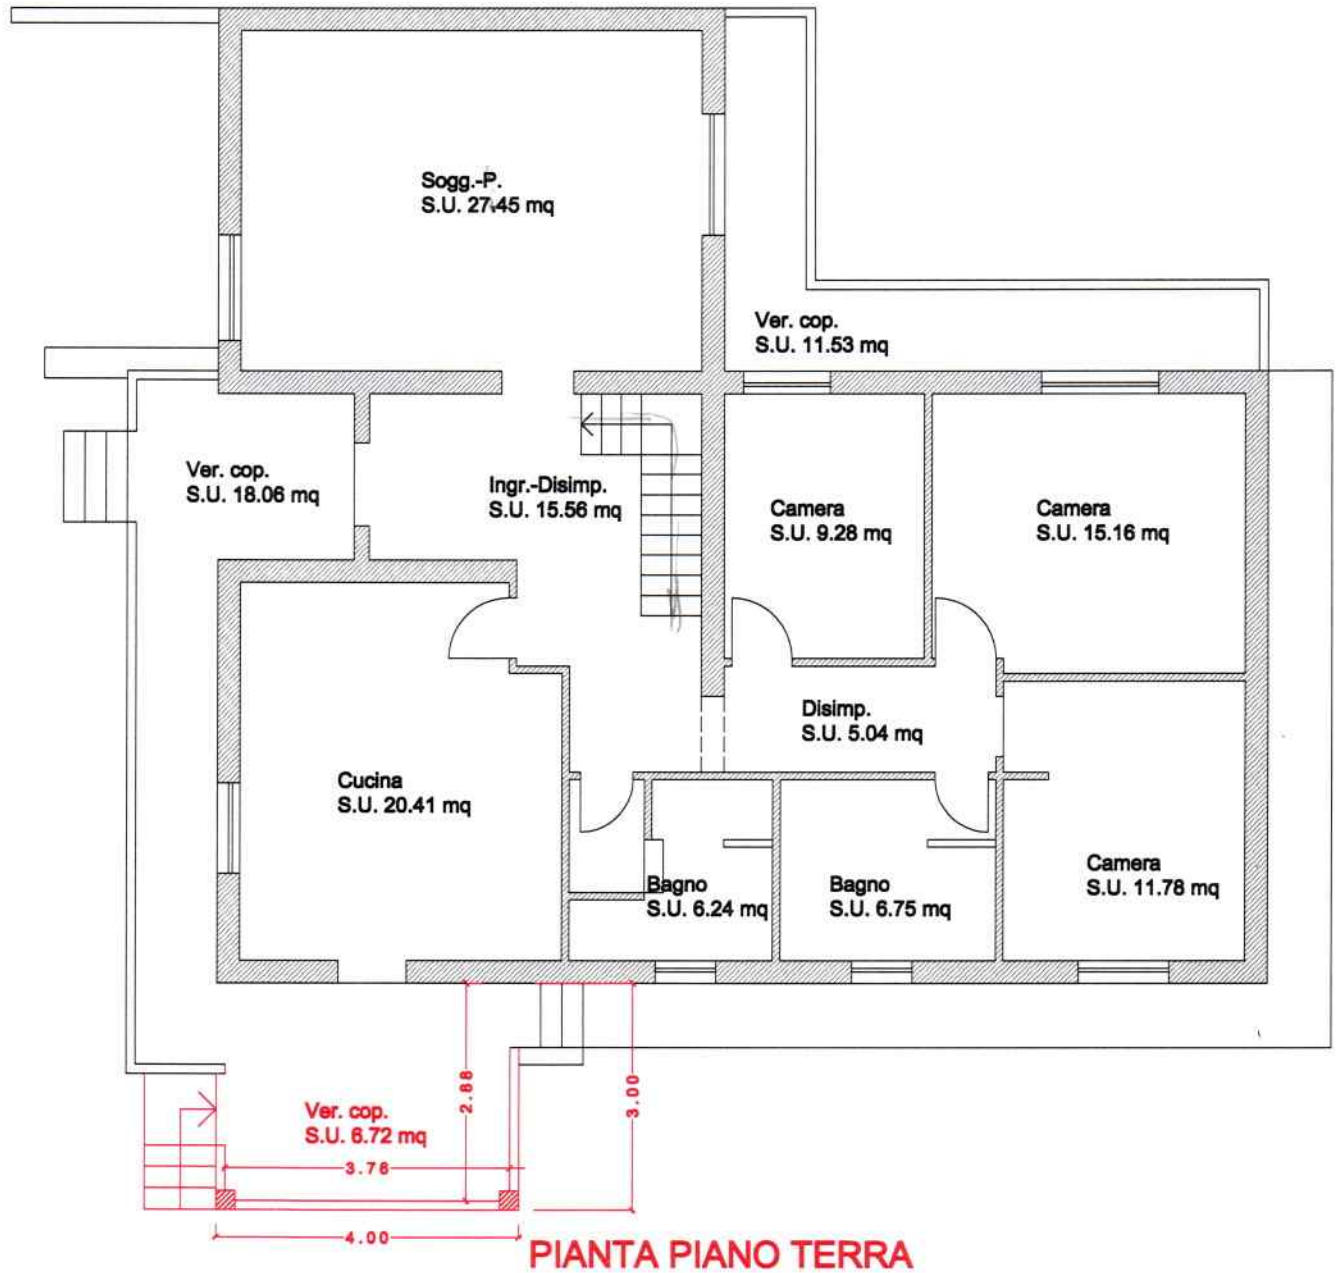 Sogg.-P.
S.U. 27.45 mq
Ver. cop.
S.U. 11.53 mq
Ver. cop.
S.U. 18.06 mq
Ingr.-Disimp.
S.U. 15.56 mq
Camera
S.U. 9.28 mq
Camera
S.U. 15.16 mq
Disimp.
S.U. 5.04 mq
Cucina
S.U. 20.41 mq
Bagno
S.U. 6.24 mq
Bagno
S.U. 6.75 mq
Camera
S.U. 11.78 mq
2.88
3.00
Ver. cop.
S.U. 6.72 mq
3.76
4.00
PIANTA PIANO TERRA